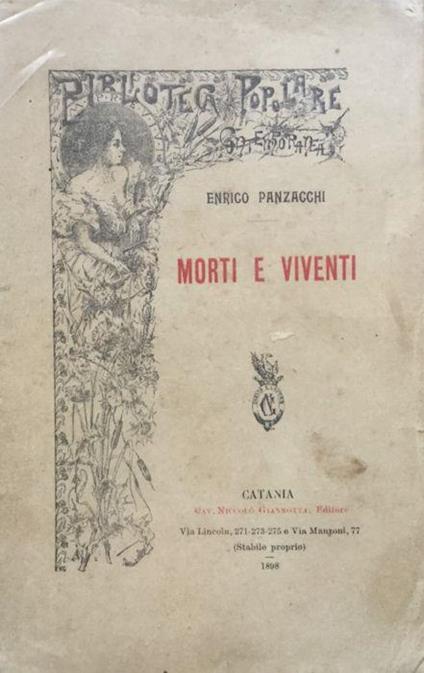 BIBLIOTECA POPOLARE
CONTEMPORANEA
ENRICO PANZACCHI
MORTI E VIVENTI
CATANIA
CAV. NICCOLÒ GIANNOTTA, Editore
Via Lincoln, 271-273-275 e Via Manzoni, 77
(Stabile proprio)
1898